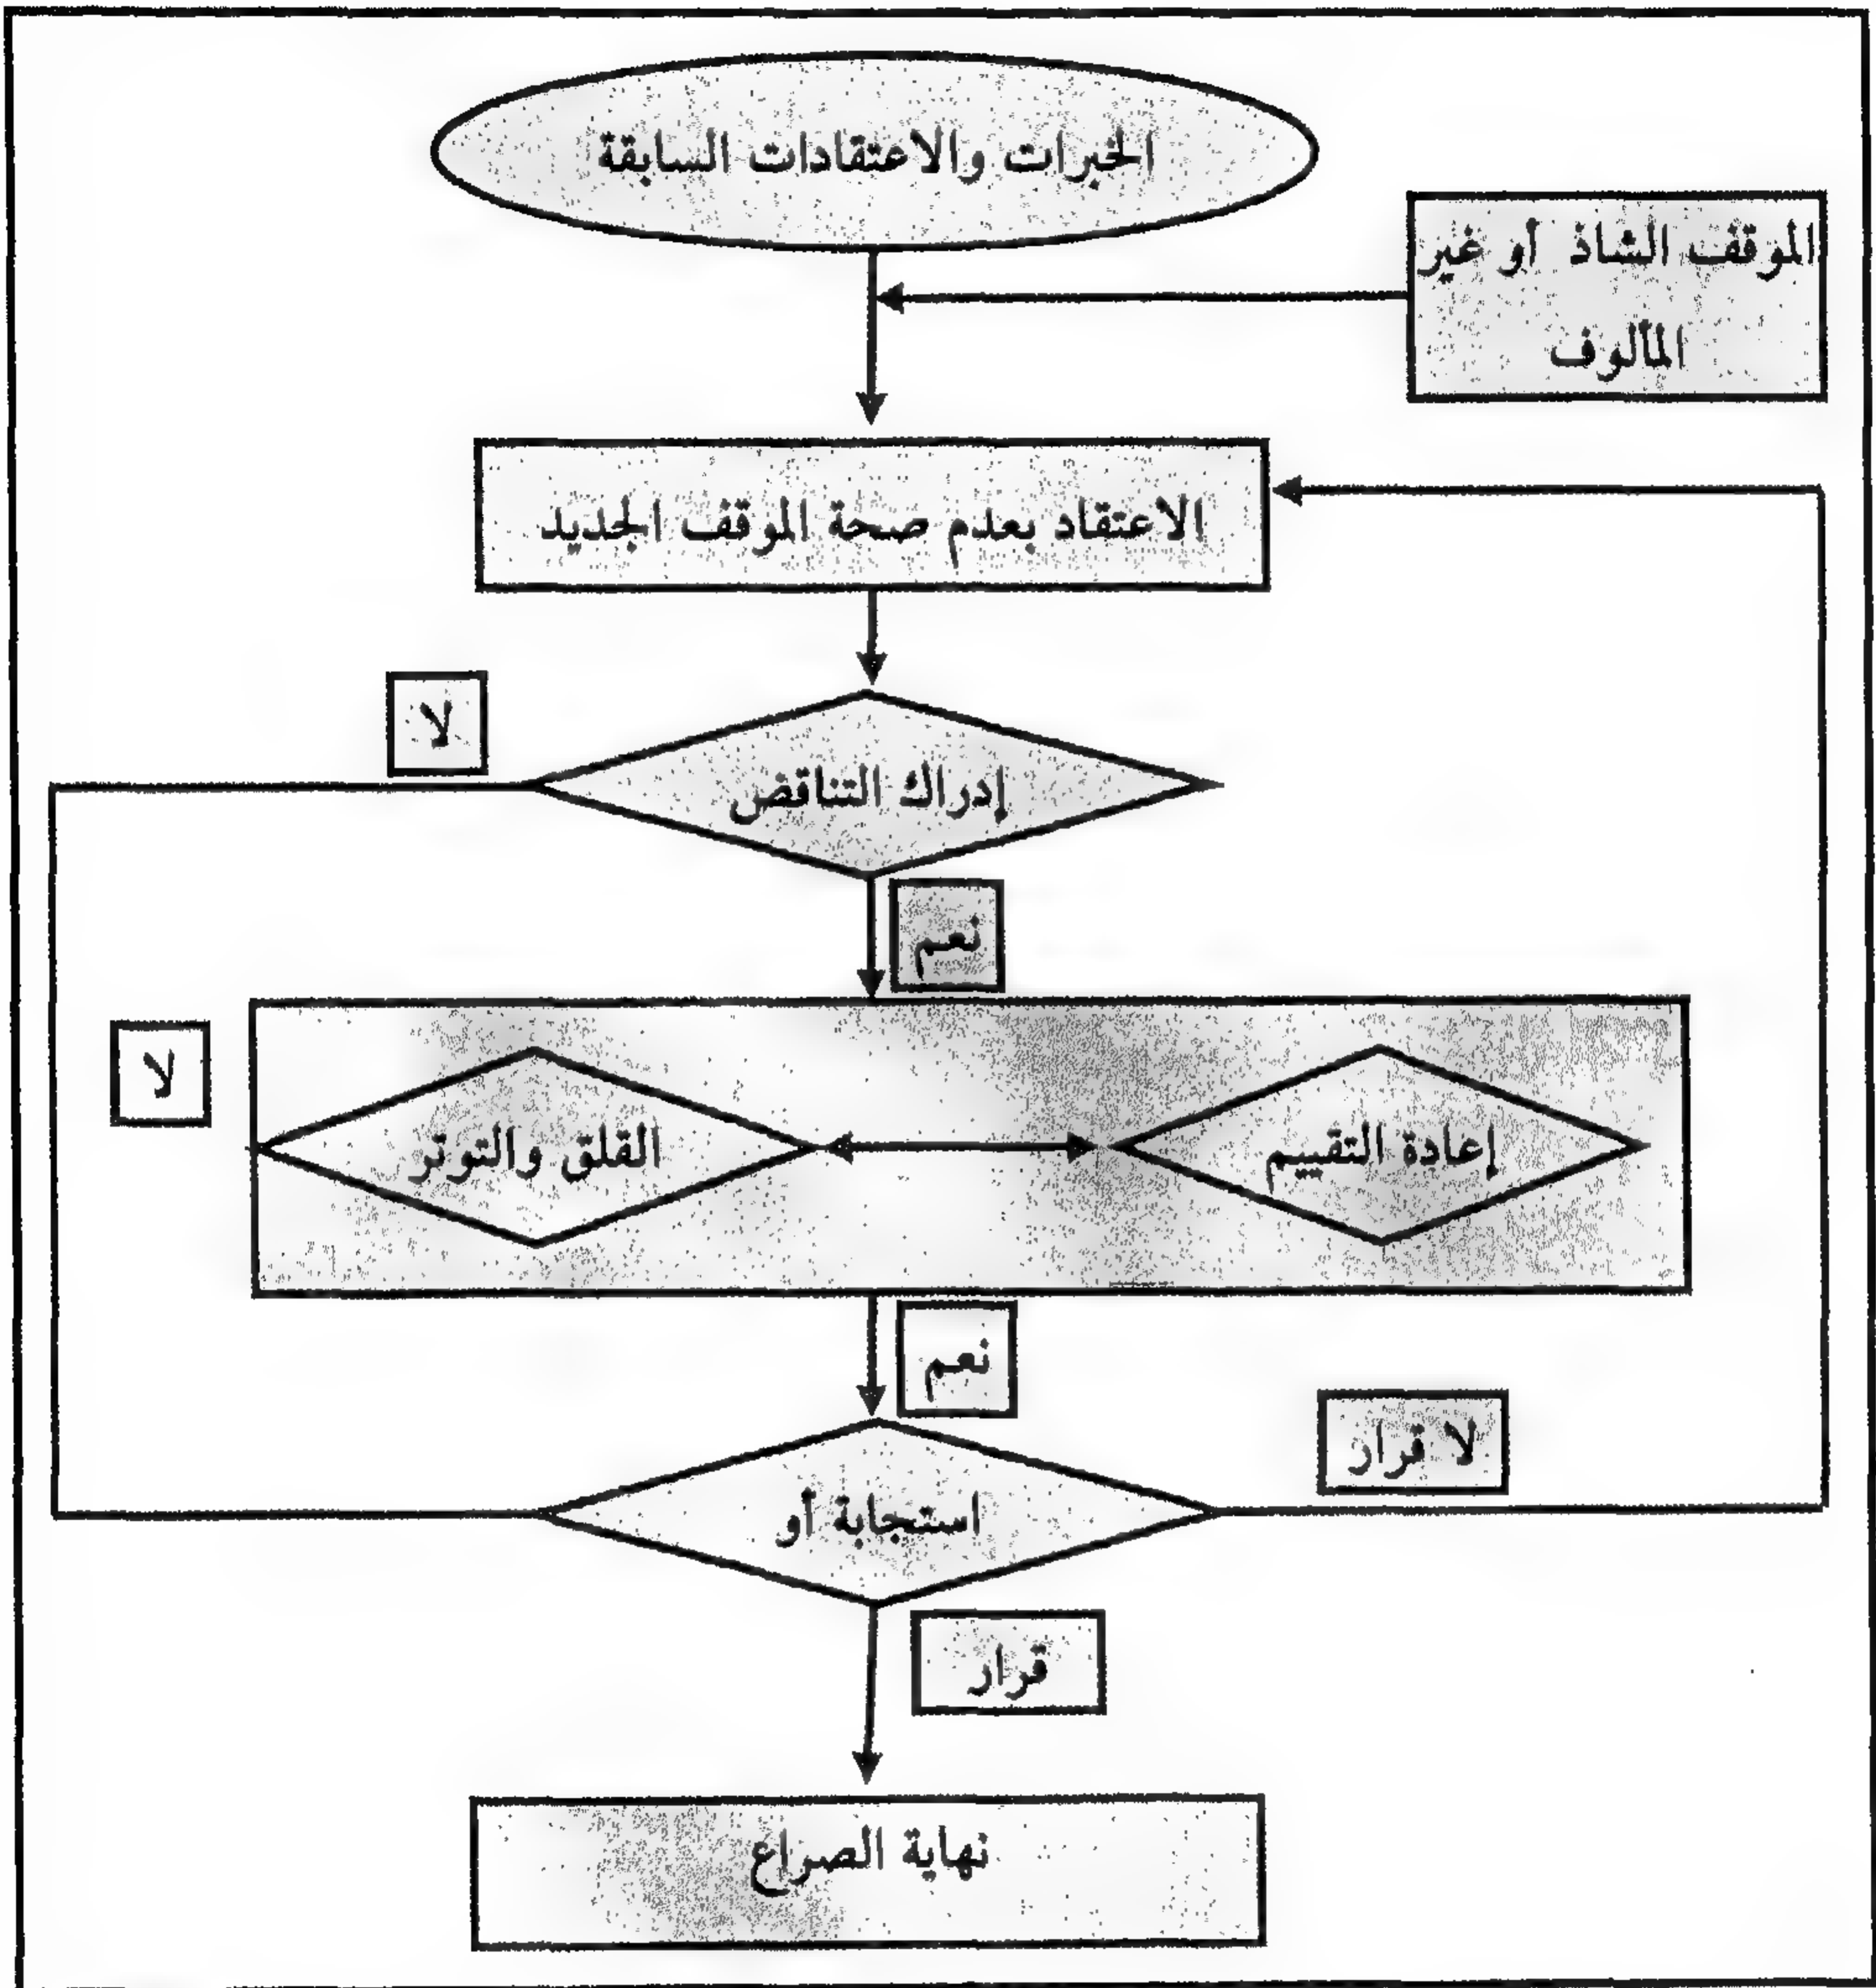 الخبرات والاعتقادات السابقة
الموقف الشاذ أو غير
المألوف
الاعتقاد بعدم صحة الموقف الجديد
لا
إدراك التناقض
نعم
لا
إعادة التقييم
القلق والتوتر
نعم
لا قرار
استجابة أو
قرار
نهاية الصراع